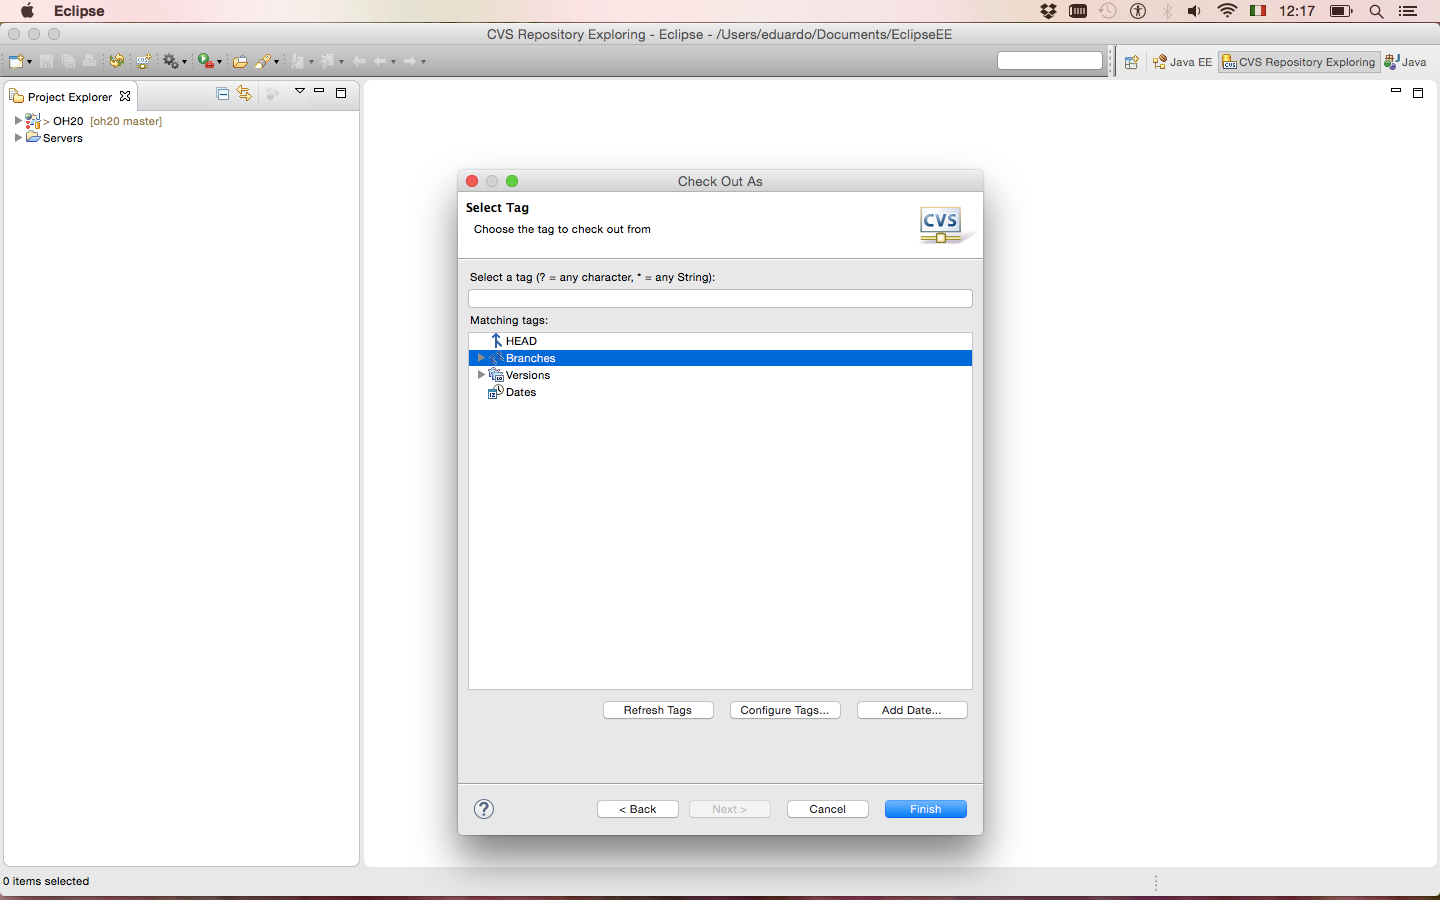 Eclipse
12:17
CVS Repository Exploring - Eclipse - /Users/eduardo/Documents/EclipseEE
Java EE
CVS Repository Exploring
Java
Project Explorer
> OH20 [oh20 master]
Servers
Check Out As
Select Tag
Choose the tag to check out from
CVS
Select a tag (? = any character, * = any String):
Matching tags:
HEAD
Branches
Versions
Dates
Refresh Tags
Configure Tags...
Add Date...
?
< Back
Next >
Cancel
Finish
0 items selected